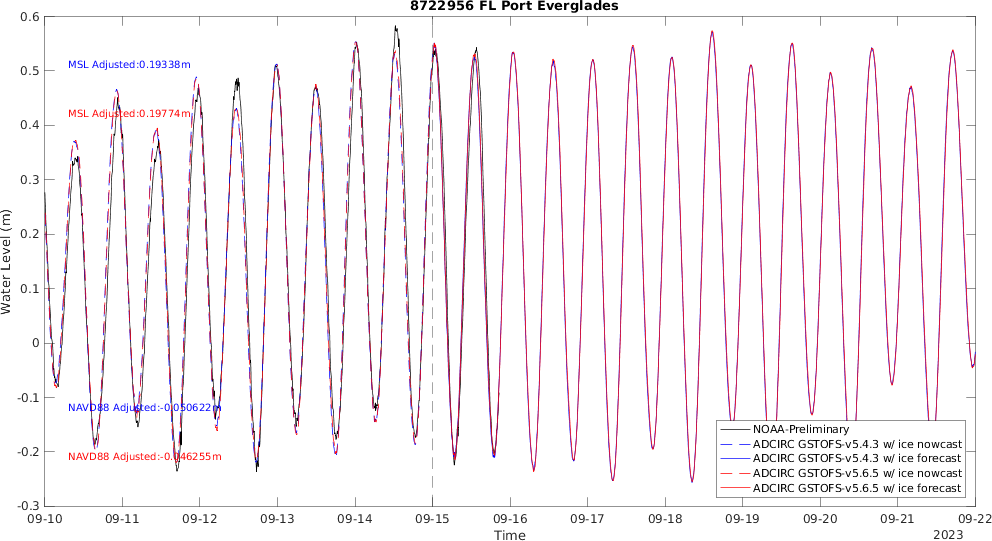 8722956 FL Port Everglades
0.6
0.5
0.4
0.3
0.2
0.1
0
-0.1
-0.2
-0.3
Water Level (m)
MSL Adjusted:0.19338m
MSL Adjusted:0.19774m
NAVD88 Adjusted:-0.050622m
NAVD88 Adjusted:-0.046255m
NOAA-Preliminary
ADCIRC GSTOFS-v5.4.3 w/ ice nowcast
ADCIRC GSTOFS-v5.4.3 w/ ice forecast
ADCIRC GSTOFS-v5.6.5 w/ ice nowcast
ADCIRC GSTOFS-v5.6.5 w/ ice forecast
09-10 09-11 09-12 09-13 09-14 09-15 09-16 09-17 09-18 09-19 09-20 09-21 09-22
Time
2023